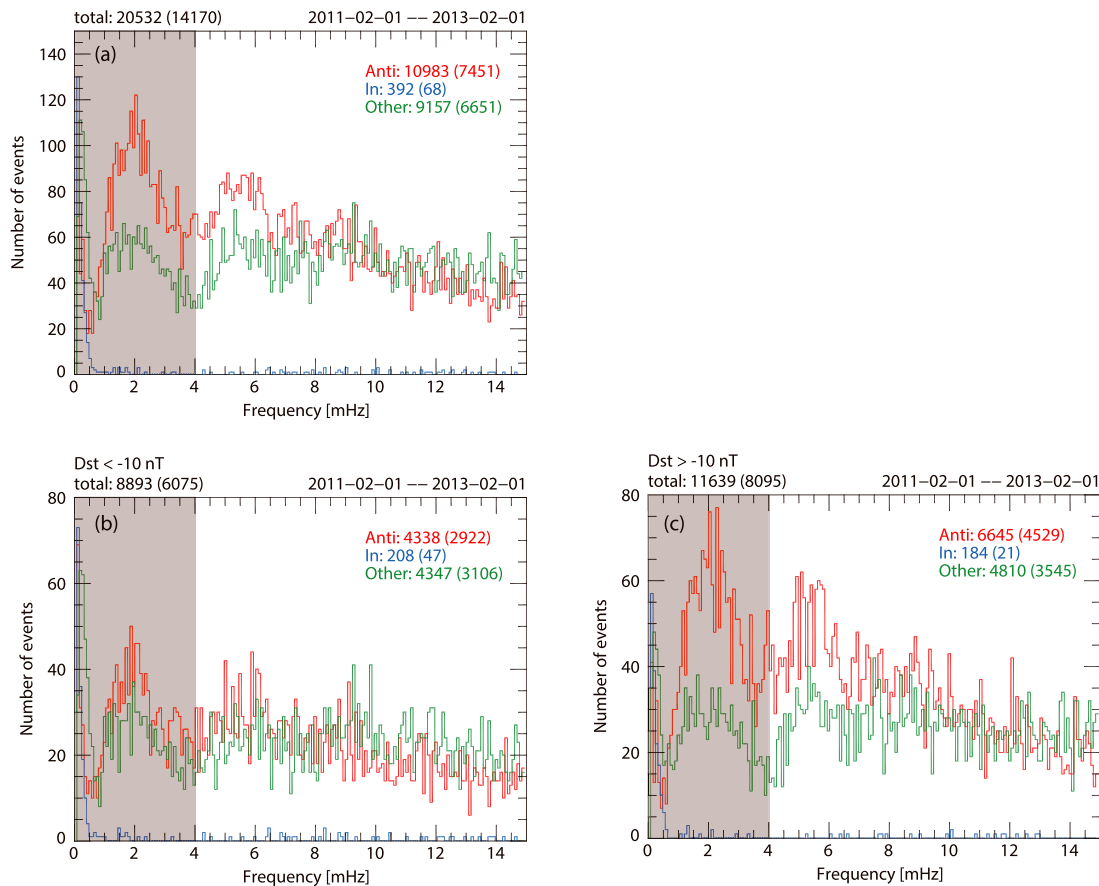 total: 20532 (14170) 2011−02−01 −− 2013−02−01
(a)
Anti: 10983 (7451)
In: 392 (68)
Other: 9157 (6651)
Number of events
0 20 40 60 80 100 120 140
0 2 4 6 8 10 12 14
Frequency [mHz]
Dst < -10 nT
total: 8893 (6075) 2011−02−01 −− 2013−02−01
(b)
Anti: 4338 (2922)
In: 208 (47)
Other: 4347 (3106)
Number of events
0 20 40 60 80
0 2 4 6 8 10 12 14
Frequency [mHz]
Dst > -10 nT
total: 11639 (8095) 2011−02−01 −− 2013−02−01
(c)
Anti: 6645 (4529)
In: 184 (21)
Other: 4810 (3545)
Number of events
0 20 40 60 80
0 2 4 6 8 10 12 14
Frequency [mHz]